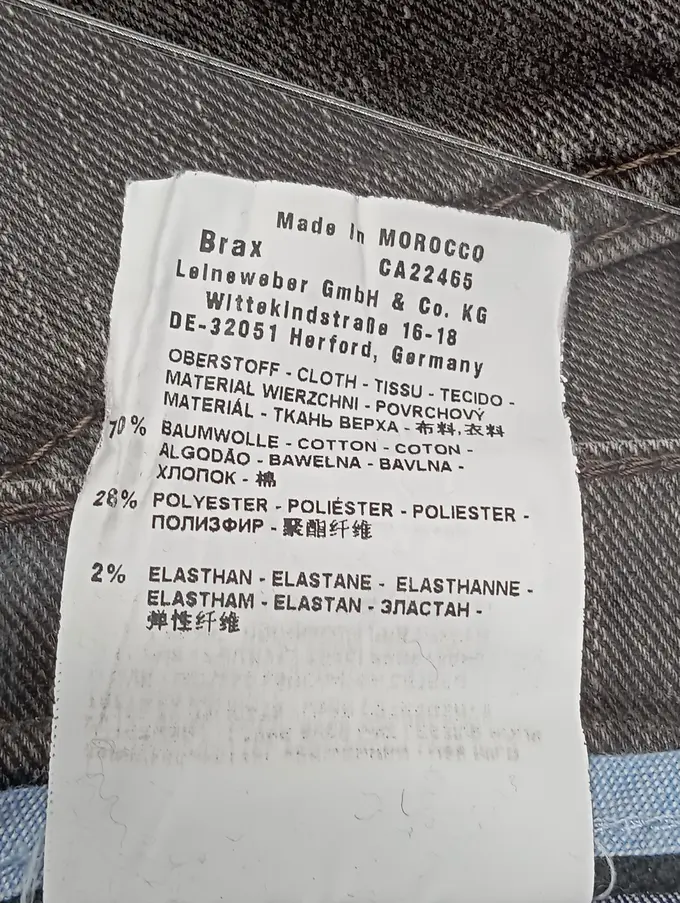 Made in MOROCCO
Brax CA22465
Leineweber GmbH & Co. KG
Wittekindstraße 16-18
DE-32051 Herford, Germany
OBERSTOFF - CLOTH - TISSU - TECIDO -
MATERIAŁ WIERZCHNI - POVRCHOVÝ
MATERIÁL - ТКАНЬ ВЕРХА - 布料,衣料
70% BAUMWOLLE - COTTON - COTON -
ALGODÃO - BAWEŁNA - BAVLNA -
ХЛОПОК - 棉
28% POLYESTER - POLIÉSTER - POLIESTER -
ПОЛИЗФИР - 聚酯纤维
2% ELASTHAN - ELASTANE - ELASTHANNE -
ELASTHAM - ELASTAN - ЭЛАСТАН -
弹性纤维